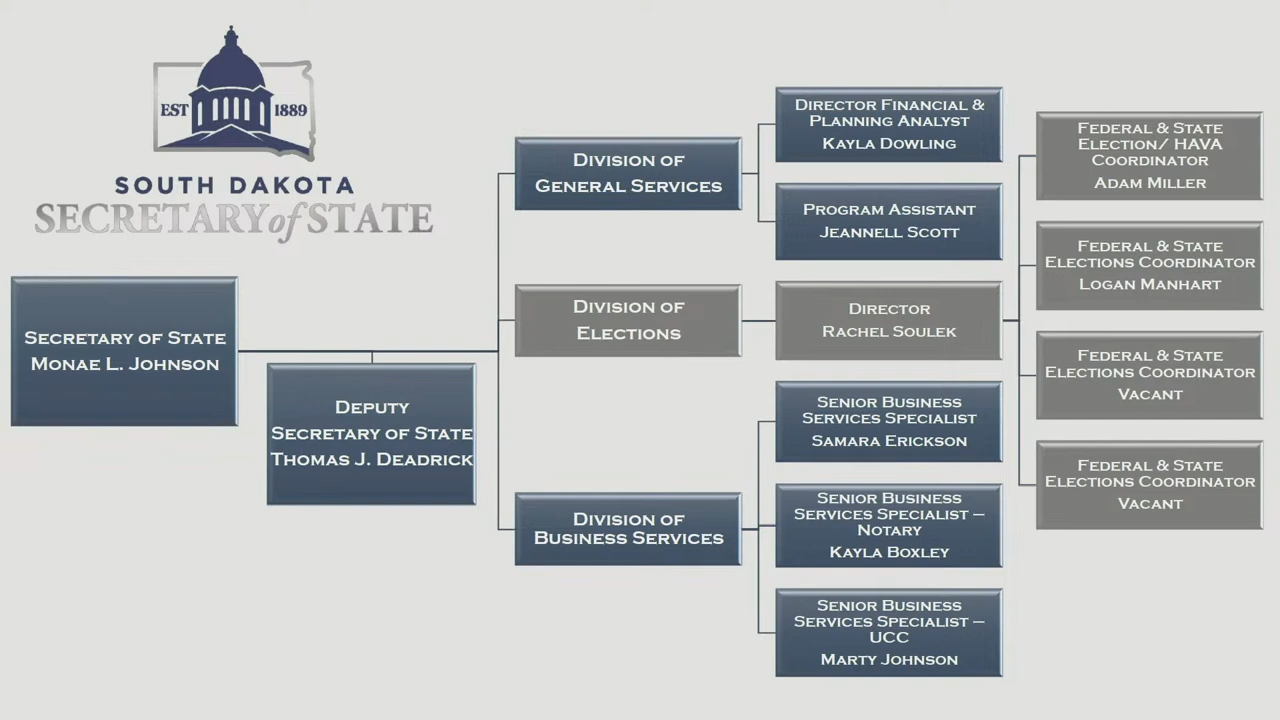 EST 1889
SOUTH DAKOTA
SECRETARY of STATE
SECRETARY OF STATE
MONAE L. JOHNSON
DEPUTY
SECRETARY OF STATE
THOMAS J. DEADRICK
DIVISION OF
GENERAL SERVICES
DIRECTOR FINANCIAL &
PLANNING ANALYST
KAYLA DOWLING
PROGRAM ASSISTANT
JEANNELL SCOTT
DIVISION OF
ELECTIONS
DIRECTOR
RACHEL SOULEK
FEDERAL & STATE
ELECTION/ HAVA
COORDINATOR
ADAM MILLER
FEDERAL & STATE
ELECTIONS COORDINATOR
LOGAN MANHART
FEDERAL & STATE
ELECTIONS COORDINATOR
VACANT
FEDERAL & STATE
ELECTIONS COORDINATOR
VACANT
DIVISION OF
BUSINESS SERVICES
SENIOR BUSINESS
SERVICES SPECIALIST
SAMARA ERICKSON
SENIOR BUSINESS
SERVICES SPECIALIST –
NOTARY
KAYLA BOXLEY
SENIOR BUSINESS
SERVICES SPECIALIST –
UCC
MARTY JOHNSON